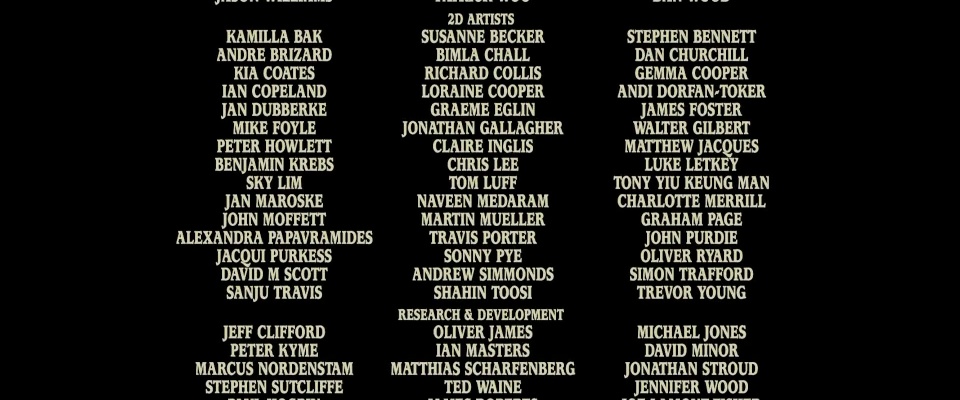 2D ARTISTS
KAMILLA BAK SUSANNE BECKER STEPHEN BENNETT
ANDRE BRIZARD BIMLA CHALL DAN CHURCHILL
KIA COATES RICHARD COLLIS GEMMA COOPER
IAN COPELAND LORAINE COOPER ANDI DORFAN-TOKER
JAN DUBBERKE GRAEME EGLIN JAMES FOSTER
MIKE FOYLE JONATHAN GALLAGHER WALTER GILBERT
PETER HOWLETT CLAIRE INGLIS MATTHEW JACQUES
BENJAMIN KREBS CHRIS LEE LUKE LETKEY
SKY LIM TOM LUFF TONY YIU KEUNG MAN
JAN MAROSKE NAVEEN MEDARAM CHARLOTTE MERRILL
JOHN MOFFETT MARTIN MUELLER GRAHAM PAGE
ALEXANDRA PAPAVRAMIDES TRAVIS PORTER JOHN PURDIE
JACQUI PURKESS SONNY PYE OLIVER RYARD
DAVID M SCOTT ANDREW SIMMONDS SIMON TRAFFORD
SANJU TRAVIS SHAHIN TOOSI TREVOR YOUNG
RESEARCH & DEVELOPMENT
JEFF CLIFFORD OLIVER JAMES MICHAEL JONES
PETER KYME IAN MASTERS DAVID MINOR
MARCUS NORDENSTAM MATTHIAS SCHARFENBERG JONATHAN STROUD
STEPHEN SUTCLIFFE TED WAINE JENNIFER WOOD